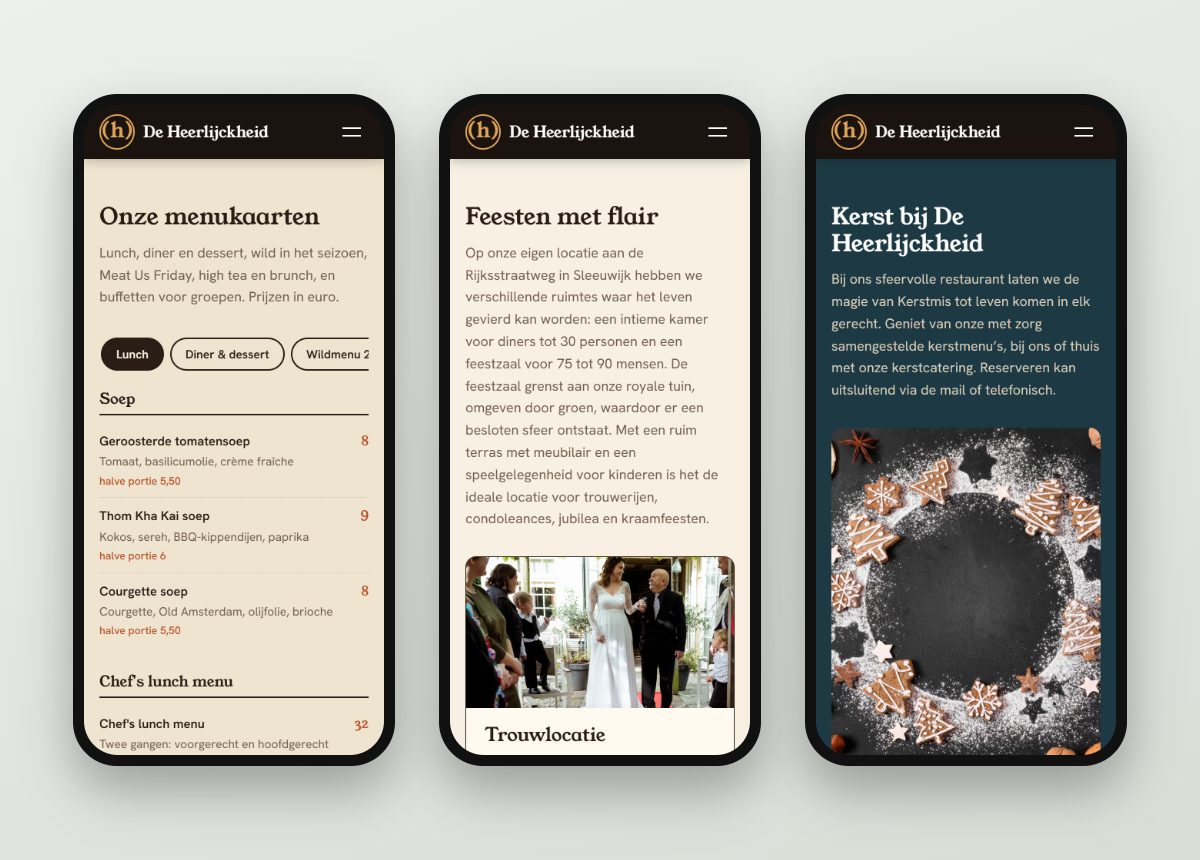 (h) De Heerlijckheid
Onze menukaarten
Lunch, diner en dessert, wild in het seizoen,
Meat Us Friday, high tea en brunch, en
buffetten voor groepen. Prijzen in euro.
Lunch Diner & dessert Wildmenu 2
Soep
Geroosterde tomatensoep 8
Tomaat, basilicumolie, crème fraîche
halve portie 5,50
Thom Kha Kai soep 9
Kokos, sereh, BBQ-kippendijen, paprika
halve portie 6
Courgette soep 8
Courgette, Old Amsterdam, olijfolie, brioche
halve portie 5,50
Chef's lunch menu
Chef's lunch menu 32
Twee gangen: voorgerecht en hoofdgerecht
(h) De Heerlijckheid
Feesten met flair
Op onze eigen locatie aan de
Rijksstraatweg in Sleeuwijk hebben we
verschillende ruimtes waar het leven
gevierd kan worden: een intieme kamer
voor diners tot 30 personen en een
feestzaal voor 75 tot 90 mensen. De
feestzaal grenst aan onze royale tuin,
omgeven door groen, waardoor er een
besloten sfeer ontstaat. Met een ruim
terras met meubilair en een
speelgelegenheid voor kinderen is het de
ideale locatie voor trouwerijen,
condoleances, jubilea en kraamfeesten.
Trouwlocatie
(h) De Heerlijckheid
Kerst bij De
Heerlijckheid
Bij ons sfeervolle restaurant laten we de
magie van Kerstmis tot leven komen in elk
gerecht. Geniet van onze met zorg
samengestelde kerstmenu's, bij ons of thuis
met onze kerstcatering. Reserveren kan
uitsluitend via de mail of telefonisch.